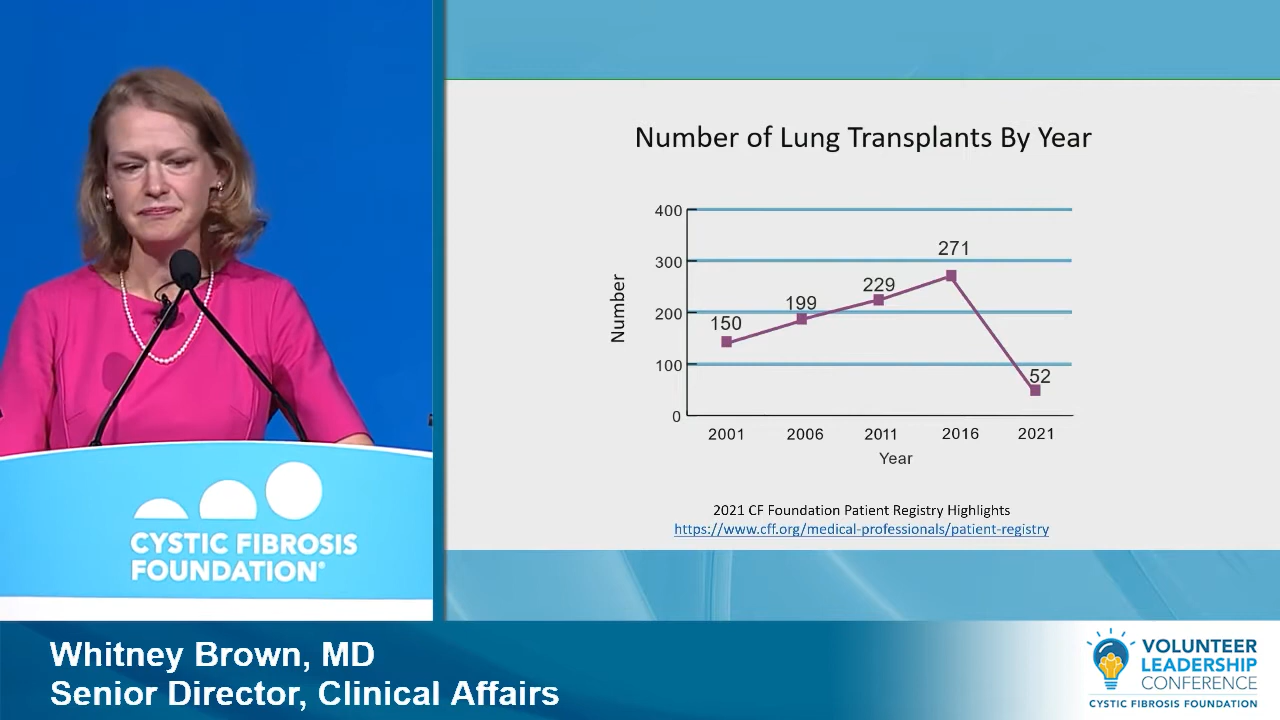 Number of Lung Transplants By Year
400
300
200
100
0
Number
150
199
229
271
52
2001 2006 2011 2016 2021
Year
2021 CF Foundation Patient Registry Highlights
https://www.cff.org/medical-professionals/patient-registry
CYSTIC FIBROSIS
FOUNDATION®
Whitney Brown, MD
Senior Director, Clinical Affairs
VOLUNTEER
LEADERSHIP
CONFERENCE
CYSTIC FIBROSIS FOUNDATION